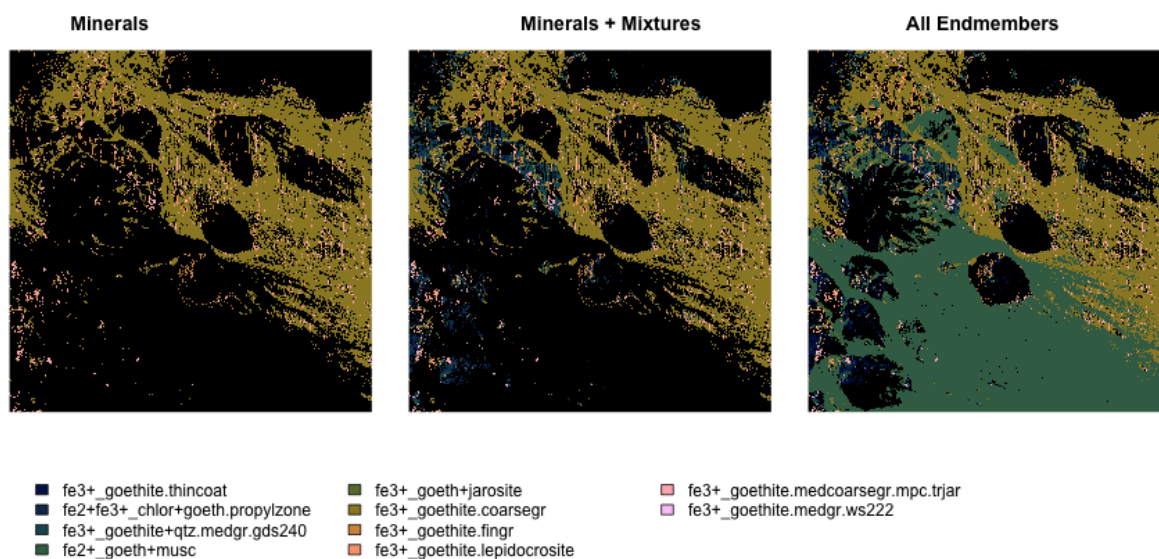 Minerals Minerals + Mixtures All Endmembers
fe3+_goethite.thincoat fe3+_goeth+jarosite fe3+_goethite.medcoarsegr.mpc.trjar
fe2+fe3+_chlor+goeth.propylzone fe3+_goethite.coarsegr fe3+_goethite.medgr.ws222
fe3+_goethite+qtz.medgr.gds240 fe3+_goethite.fingr
fe2+_goeth+musc fe3+_goethite.lepidocrosite